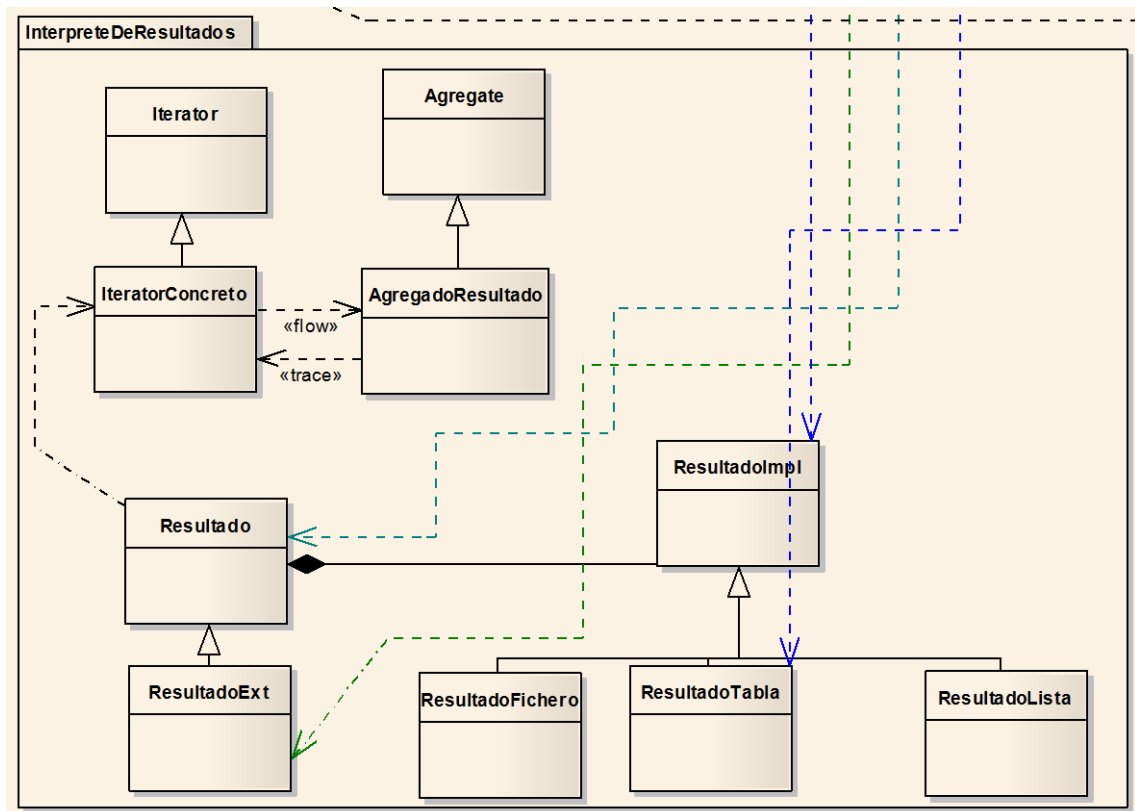 InterpreteDeResultados
Iterator
Agregate
IteratorConcreto
AgregadoResultado
«flow»
«trace»
ResultadoImpl
Resultado
ResultadoExt
ResultadoFichero
ResultadoTabla
ResultadoLista